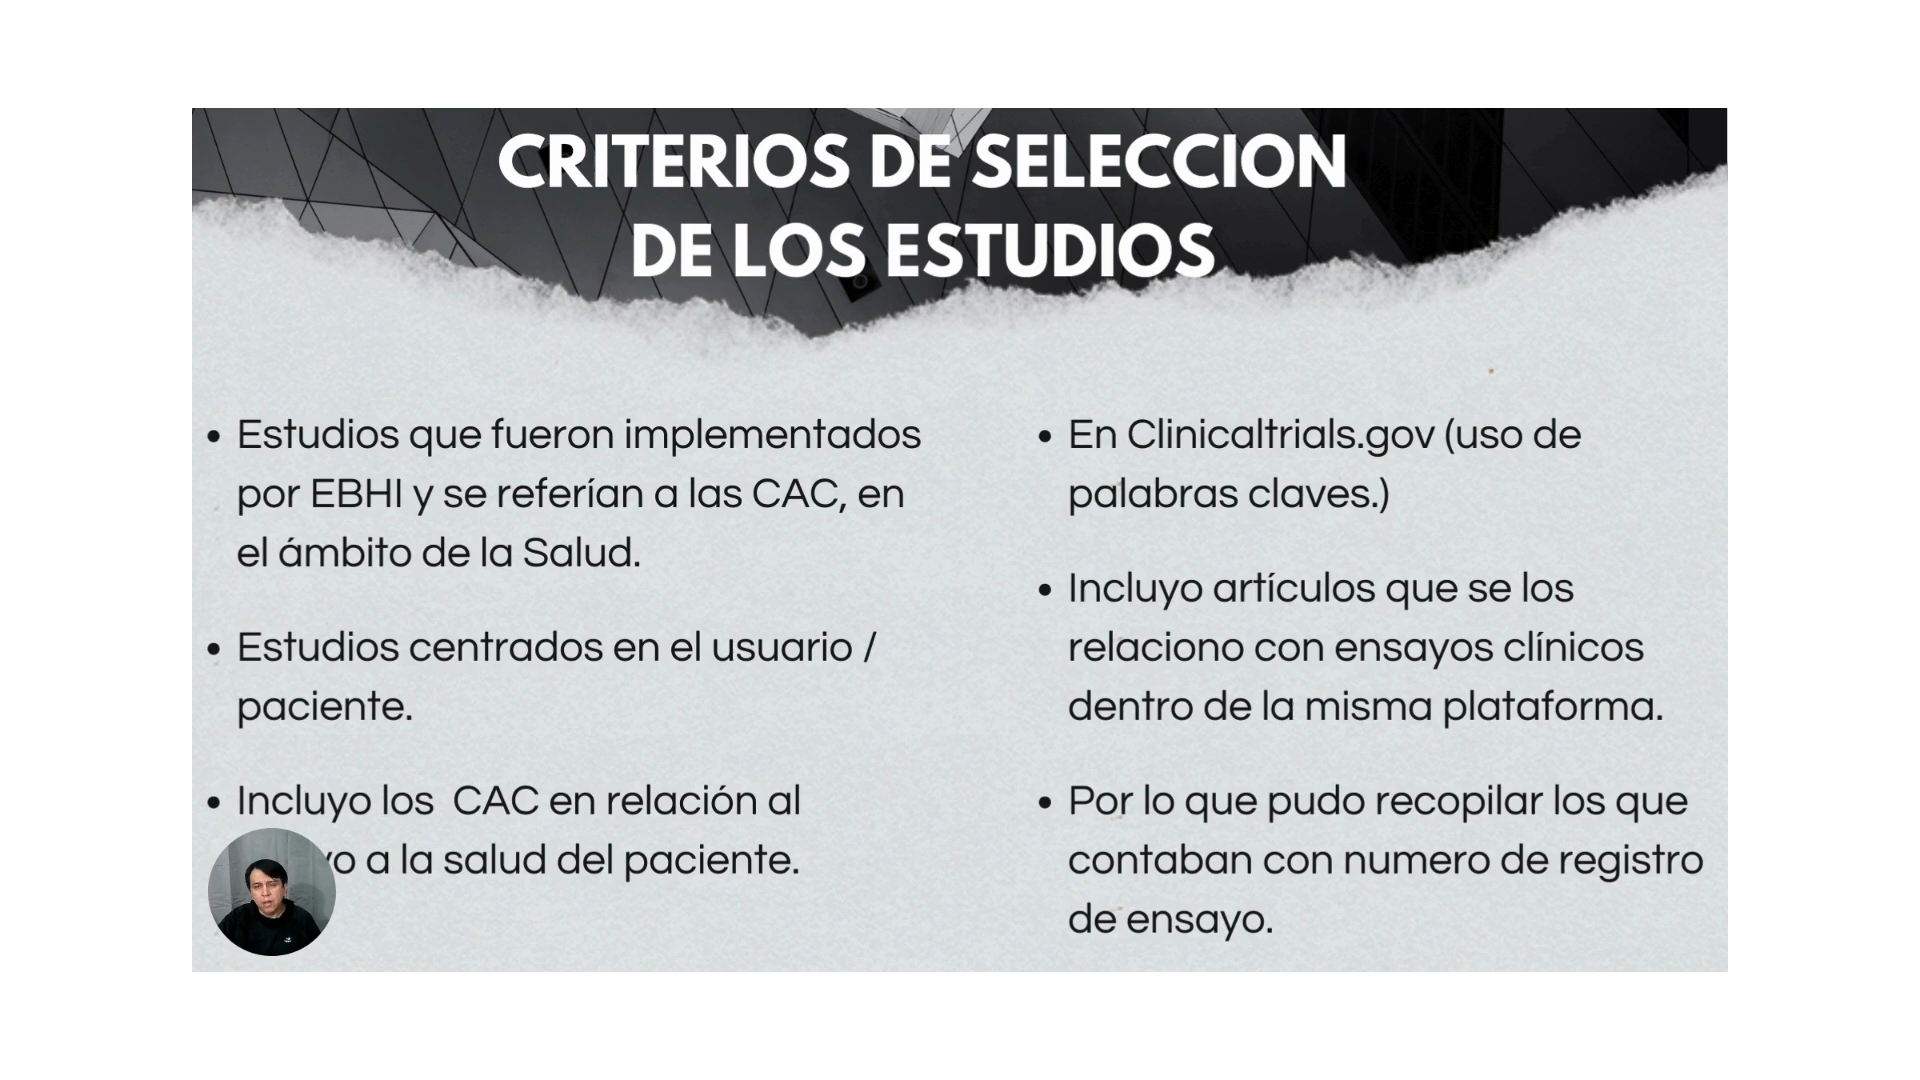 CRITERIOS DE SELECCION
DE LOS ESTUDIOS
• Estudios que fueron implementados
por EBHI y se referían a las CAC, en
el ámbito de la Salud.
• Estudios centrados en el usuario /
paciente.
• Incluyo los  CAC en relación al
a la salud del paciente.
• En Clinicaltrials.gov (uso de
palabras claves.)
• Incluyo artículos que se los
relaciono con ensayos clínicos
dentro de la misma plataforma.
• Por lo que pudo recopilar los que
contaban con numero de registro
de ensayo.